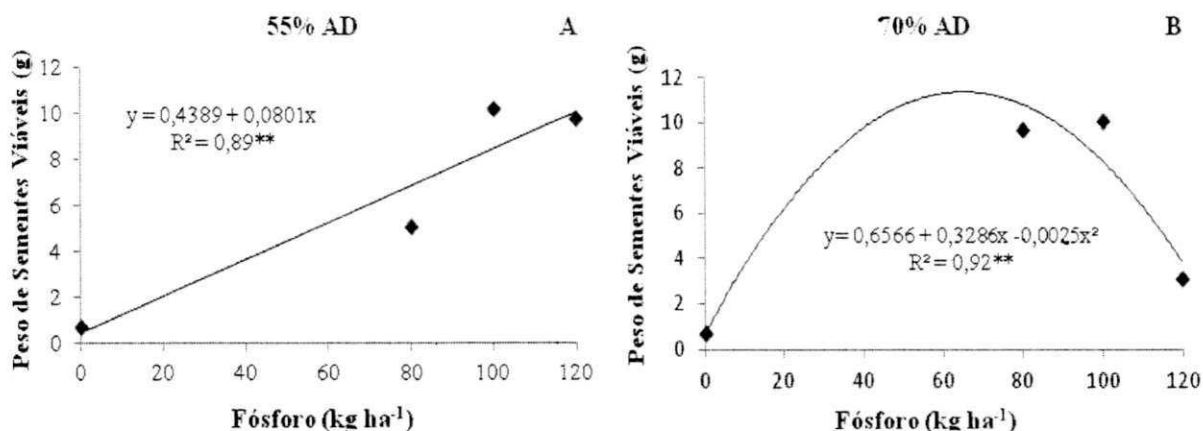 55% AD A
Peso de Sementes Viáveis (g)
12
10
8
6
4
2
0
y = 0,4389 + 0,0801x
R² = 0,89**
0 20 40 60 80 100 120
Fósforo (kg ha⁻¹)
70% AD B
Peso de Sementes Viáveis (g)
12
10
8
6
4
2
0
y= 0,6566 + 0,3286x -0,0025x²
R² = 0,92**
0 20 40 60 80 100 120
Fósforo (kg ha⁻¹)